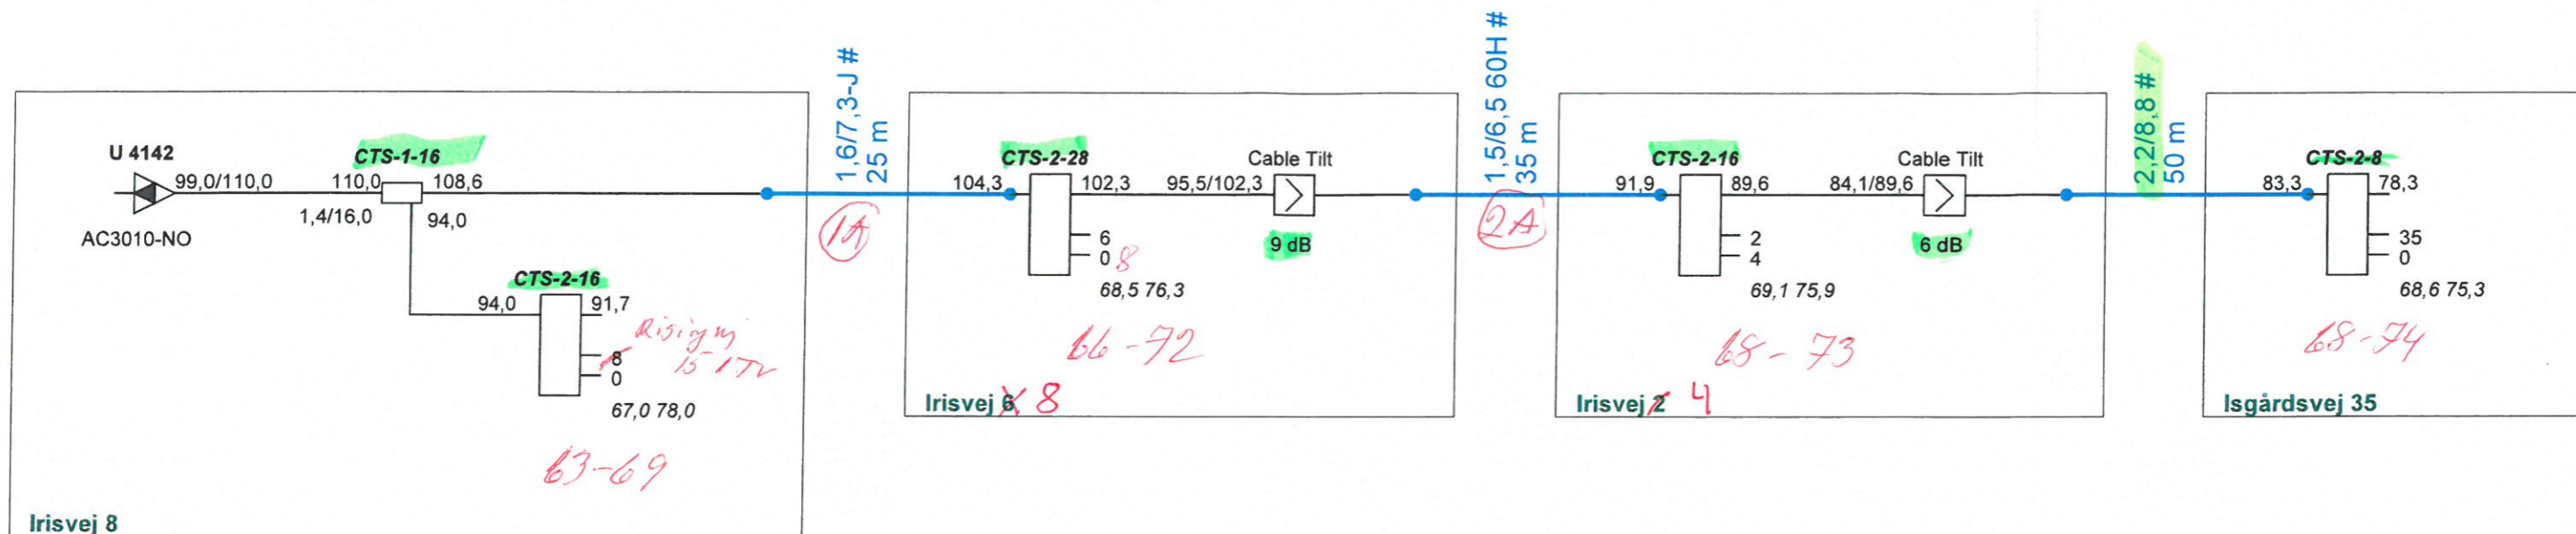 U 4142
99,0/110,0
AC3010-NO
CTS-1-16
110,0 108,6
1,4/16,0
94,0
CTS-2-16
94,0 91,7
8
0
15 1TV
67,0 78,0
63-69
Irisvej 8
1,6/7,3-J #
25 m
1A
CTS-2-28
104,3 102,3
6
0 8
68,5 76,3
66-72
Cable Tilt
95,5/102,3
9 dB
Irisvej 6 8
1,5/6,5 60H #
35 m
2A
CTS-2-16
91,9 89,6
2
4
69,1 75,9
68-73
Cable Tilt
84,1/89,6
6 dB
Irisvej 2 4
2,2/8,8 #
50 m
CTS-2-8
83,3 78,3
35
0
68,6 75,3
68-74
Isgårdsvej 35